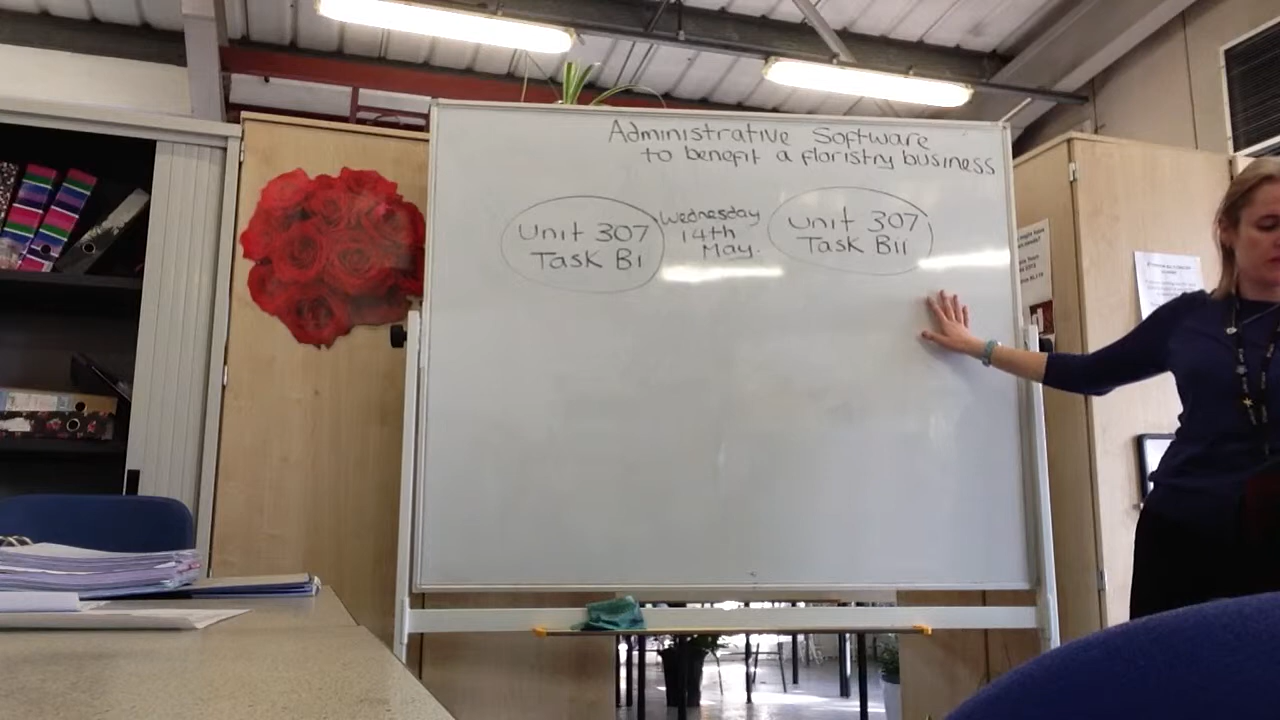 Administrative Software
to benefit a floristry business
Unit 307
Task Bi
Wednesday
14th
May.
Unit 307
Task Bii